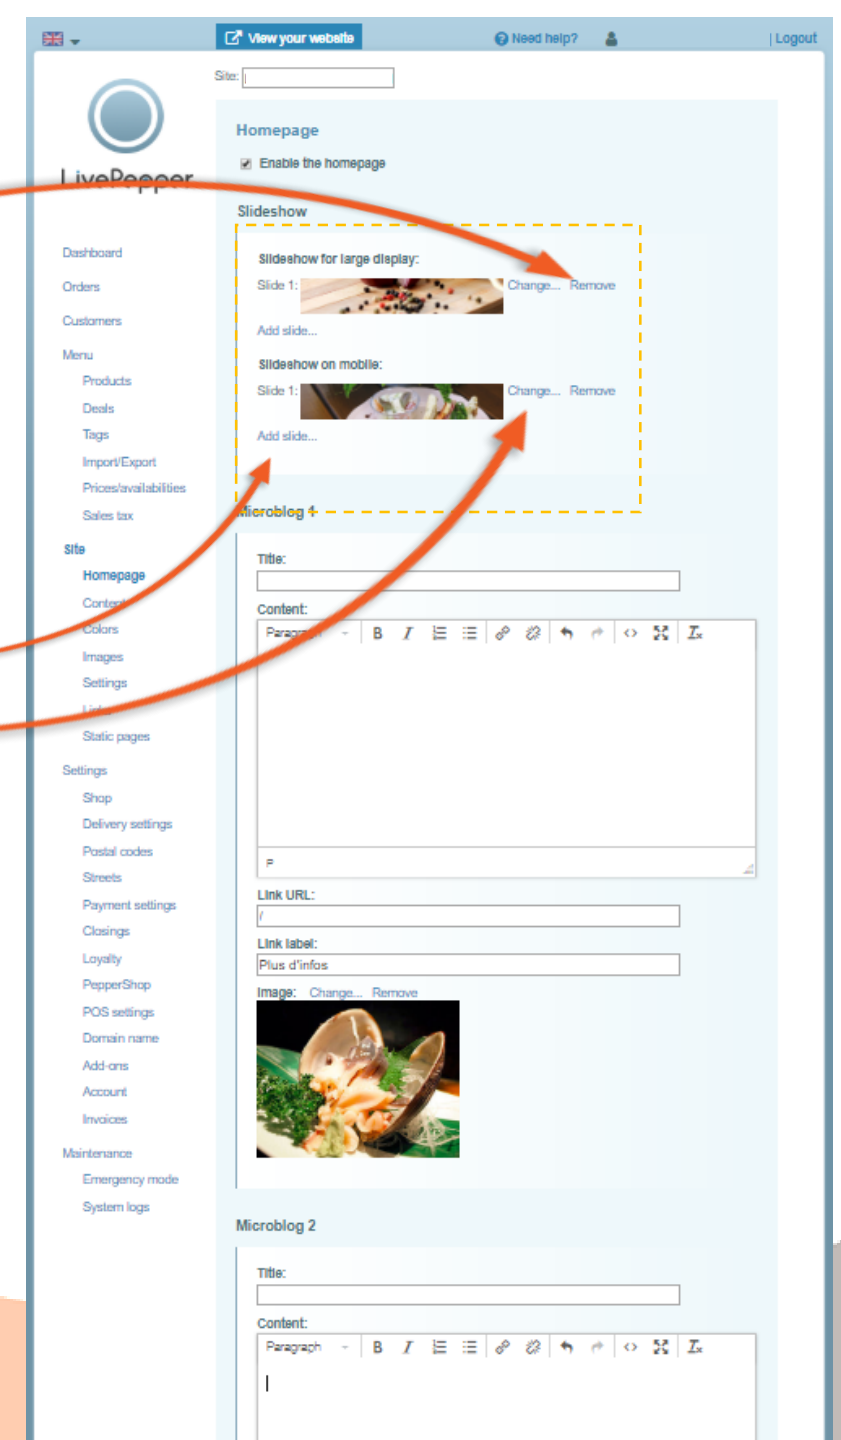 View your website
Need help?
| Logout
Site:
LivePepper
Homepage
Enable the homepage
Slideshow
Slideshow for large display:
Slide 1: Change... Remove
Add slide...
Slideshow on mobile:
Slide 1: Change... Remove
Add slide...
Dashboard
Orders
Customers
Menu
Products
Deals
Tags
Import/Export
Prices/availabilities
Sales tax
Site
Homepage
Content
Colors
Images
Settings
Links
Static pages
Settings
Shop
Delivery settings
Postal codes
Streets
Payment settings
Closings
Loyalty
PepperShop
POS settings
Domain name
Add-ons
Account
Invoices
Maintenance
Emergency mode
System logs
Microblog 1
Title:
Content:
Paragraph B I
P
Link URL:
/
Link label:
Plus d'infos
Image: Change... Remove
Microblog 2
Title:
Content:
Paragraph B I